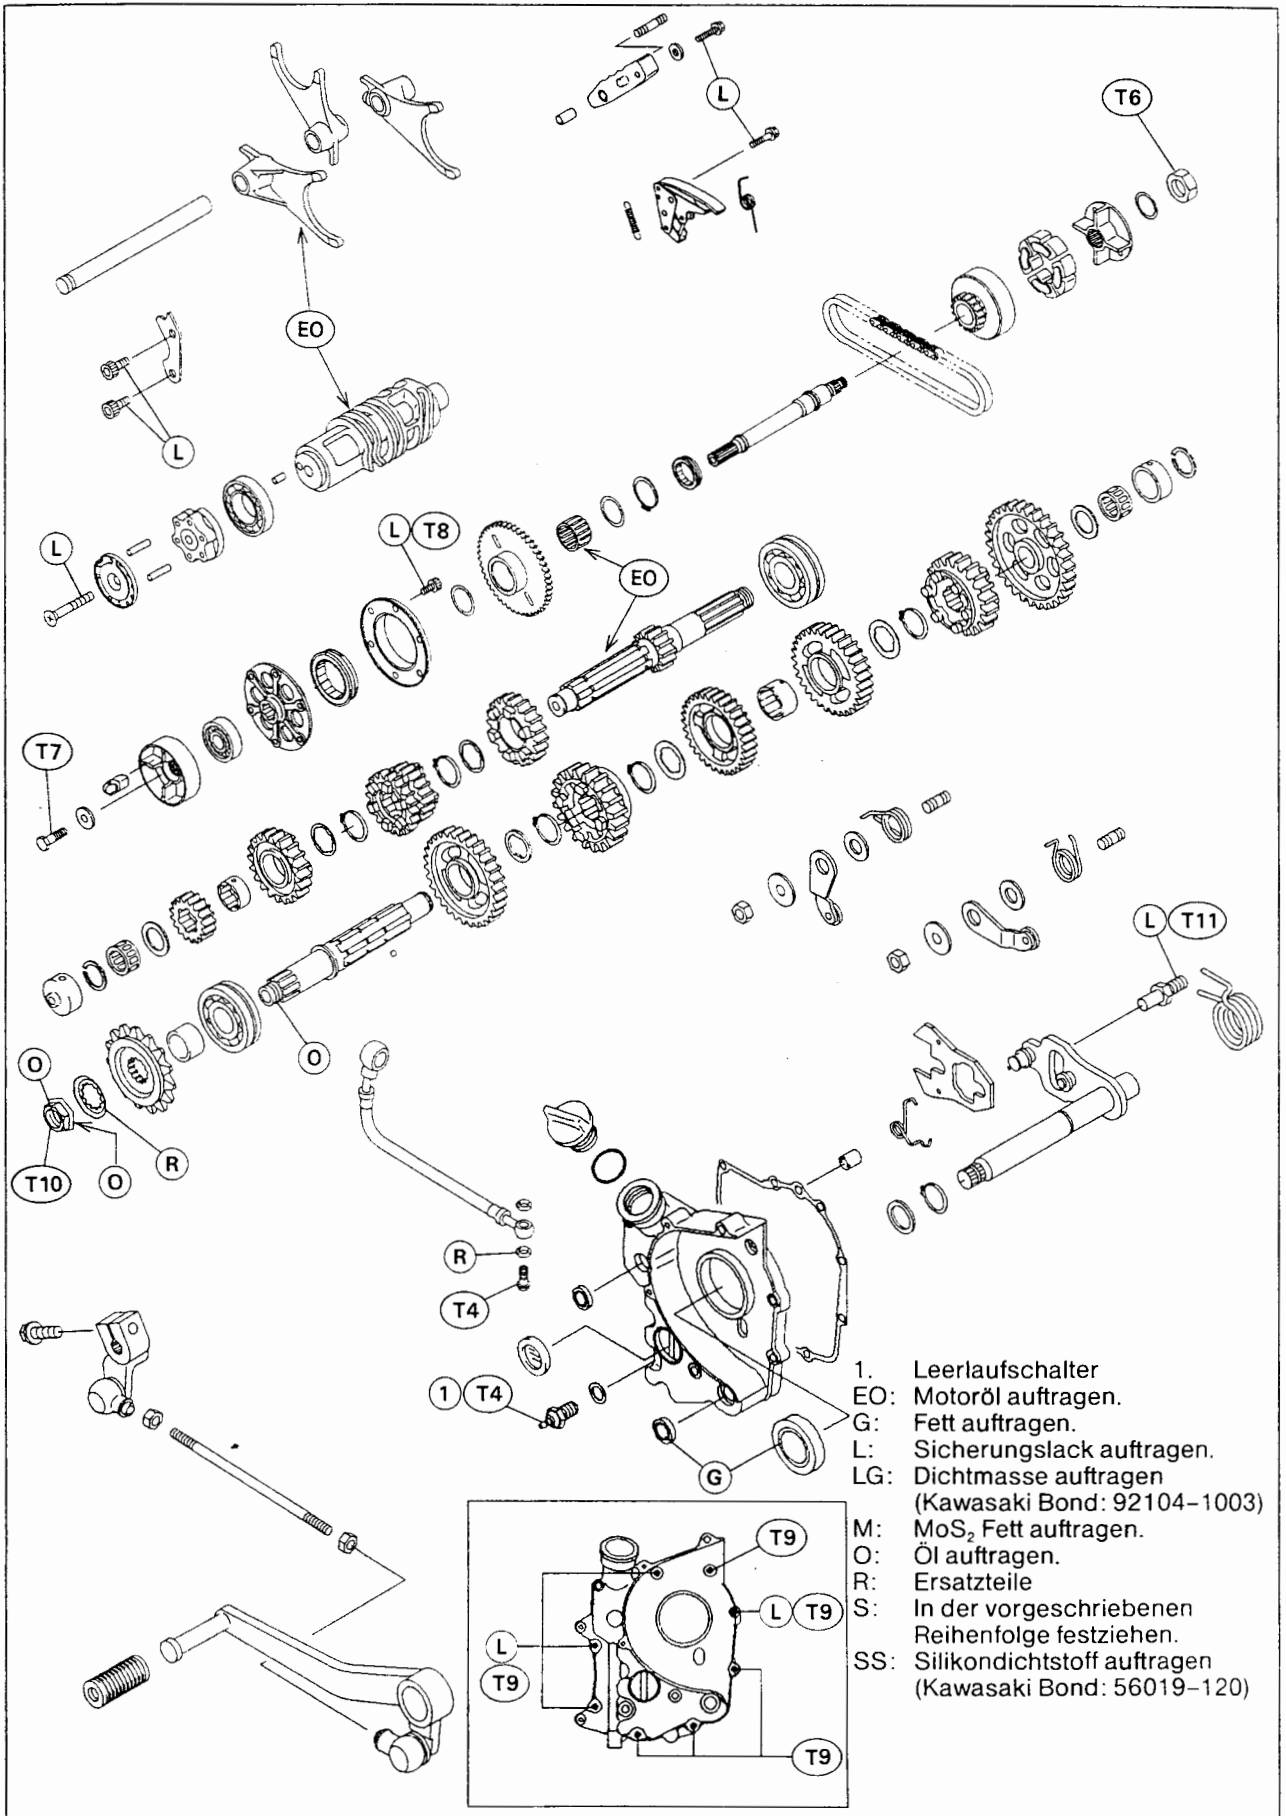 L
T6
EO
L
L
T8
L
EO
T7
L
T11
O
O
R
T10
O
R
T4
1
T4
G
1. Leerlaufschalter
EO: Motoröl auftragen.
G: Fett auftragen.
L: Sicherungslack auftragen.
LG: Dichtmasse auftragen
(Kawasaki Bond: 92104–1003)
M: MoS₂ Fett auftragen.
O: Öl auftragen.
R: Ersatzteile
S: In der vorgeschriebenen
Reihenfolge festziehen.
SS: Silikondichtstoff auftragen
(Kawasaki Bond: 56019–120)
T9
L
T9
L
T9
T9